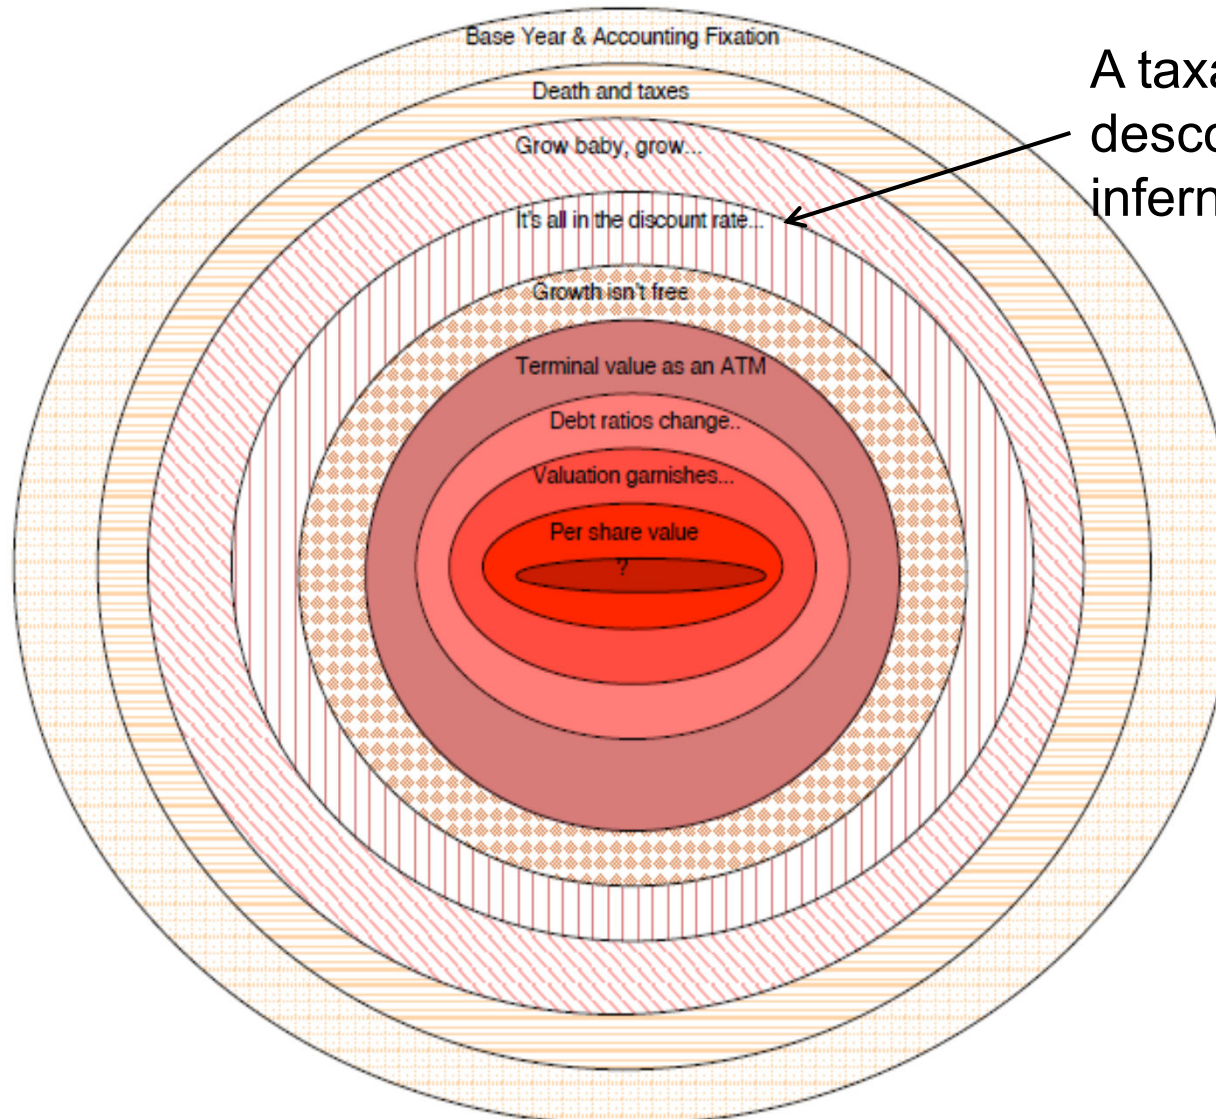 Base Year & Accounting Fixation
Death and taxes
Grow baby, grow...
It's all in the discount rate...
Growth isn't free
Terminal value as an ATM
Debt ratios change..
Valuation garnishes...
Per share value
?
A taxa
desco
infern